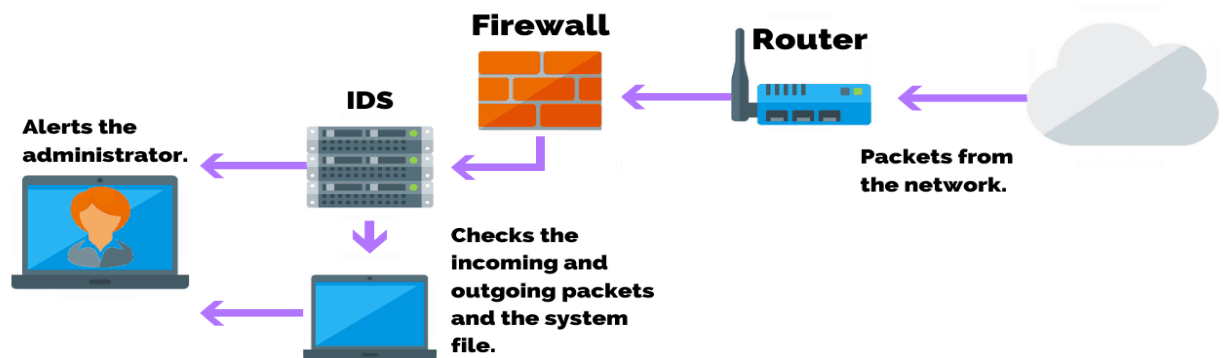 Firewall
Router
IDS
Alerts the
administrator.
Packets from
the network.
Checks the
incoming and
outgoing packets
and the system
file.